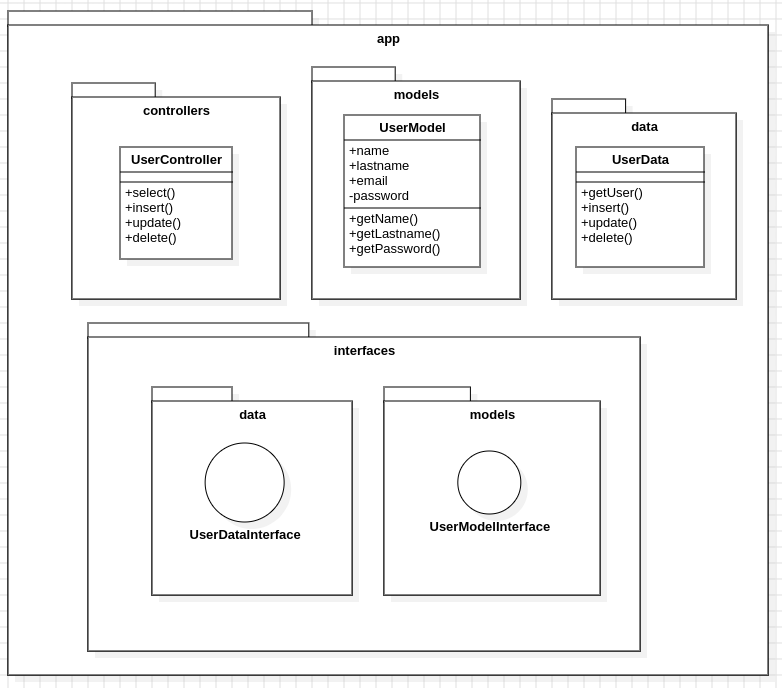 app
controllers
UserController
+select()
+insert()
+update()
+delete()
models
UserModel
+name
+lastname
+email
-password
+getName()
+getLastname()
+getPassword()
data
UserData
+getUser()
+insert()
+update()
+delete()
interfaces
data
UserDataInterface
models
UserModelInterface